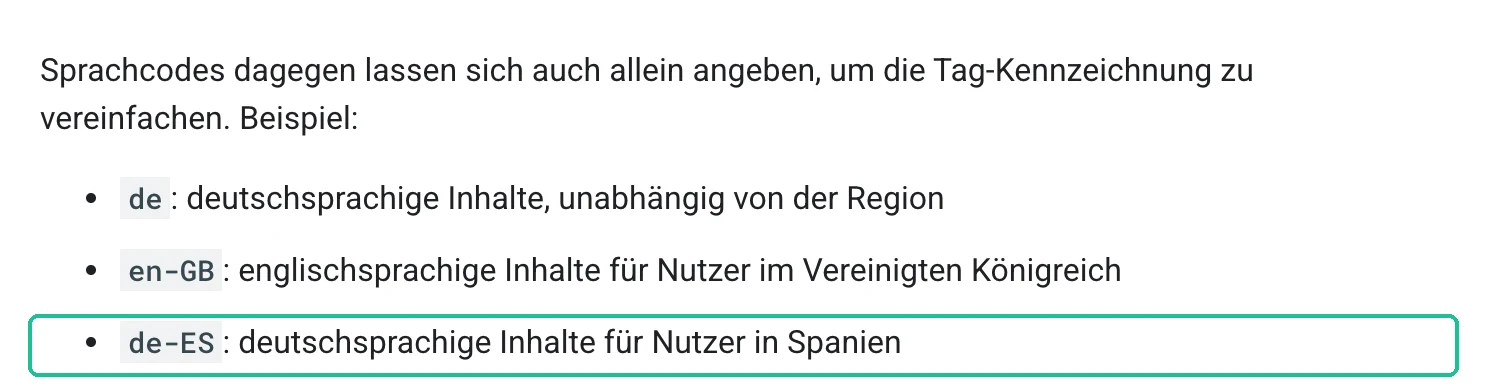 Sprachcodes dagegen lassen sich auch allein angeben, um die Tag-Kennzeichnung zu
vereinfachen. Beispiel:
• de: deutschsprachige Inhalte, unabhängig von der Region
• en-GB: englischsprachige Inhalte für Nutzer im Vereinigten Königreich
• de-ES: deutschsprachige Inhalte für Nutzer in Spanien